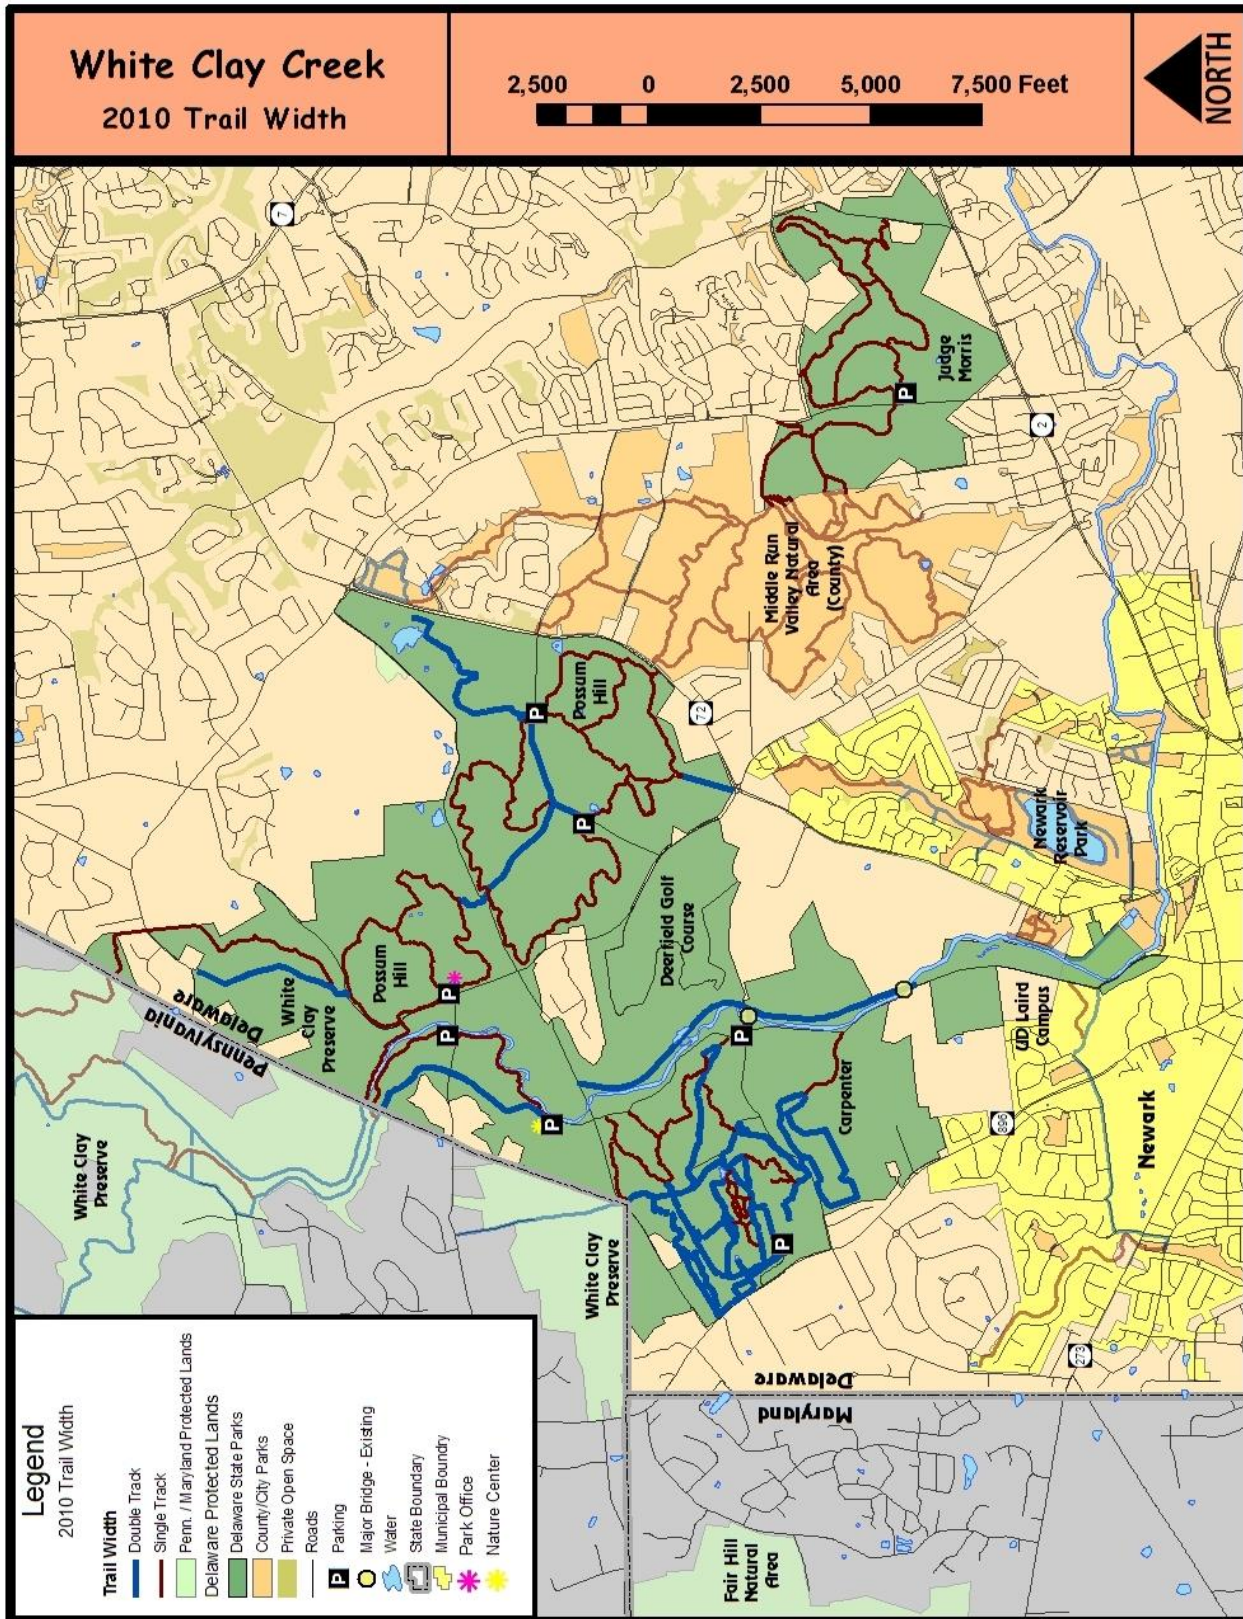 White Clay Creek
2010 Trail Width
2,500 0 2,500 5,000 7,500 Feet
NORTH
7
Judge
Morris
2
Middle Run
Valley Natural
Area
(County)
Possum
Hill
72
Newark
Reservoir
Park
Deerfield Golf
Course
Possum
Hill
White
Clay
Preserve
Pennsylvania
Delaware
UD Laird
Campus
Carpenter
896
Newark
White Clay
Preserve
White Clay
Preserve
273
Delaware
Maryland
Fair Hill
Natural
Area
P
P
P
P
P
P
P
P
Legend
2010 Trail Width
Trail Width
Double Track
Single Track
Penn. / Maryland Protected Lands
Delaware Protected Lands
Delaware State Parks
County/City Parks
Private Open Space
Roads
P Parking
Major Bridge - Existing
Water
State Boundary
Municipal Boundry
Park Office
Nature Center